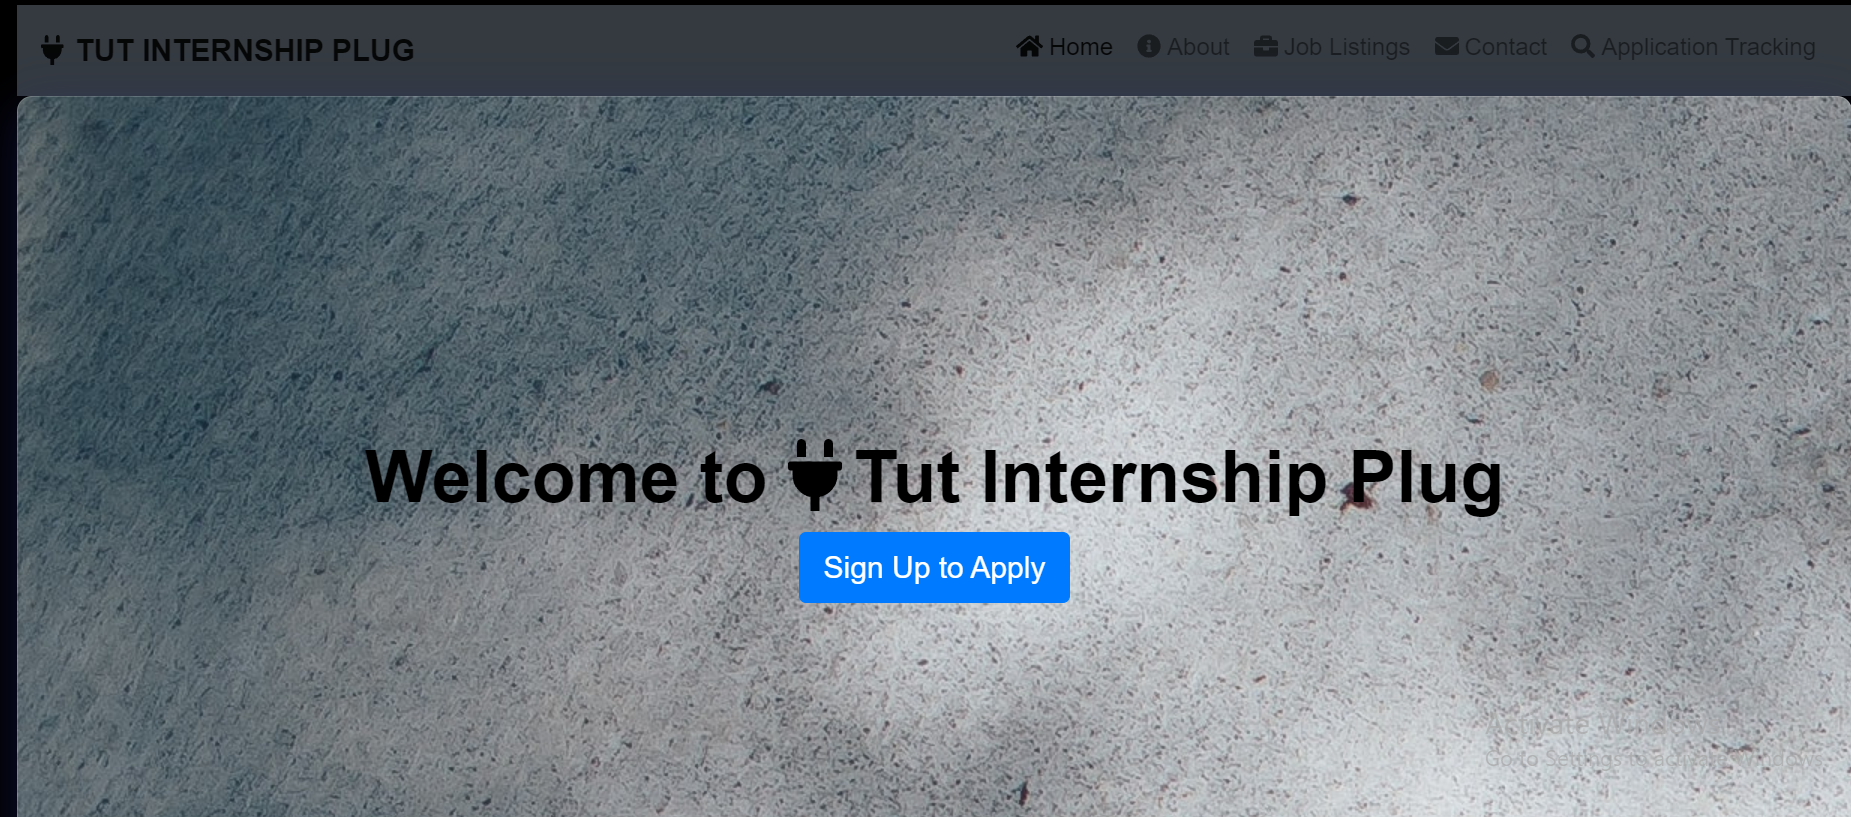 TUT INTERNSHIP PLUG
Home About Job Listings Contact Application Tracking
Welcome to Tut Internship Plug
Sign Up to Apply
Activate Windows
Go to Settings to activate Windows.